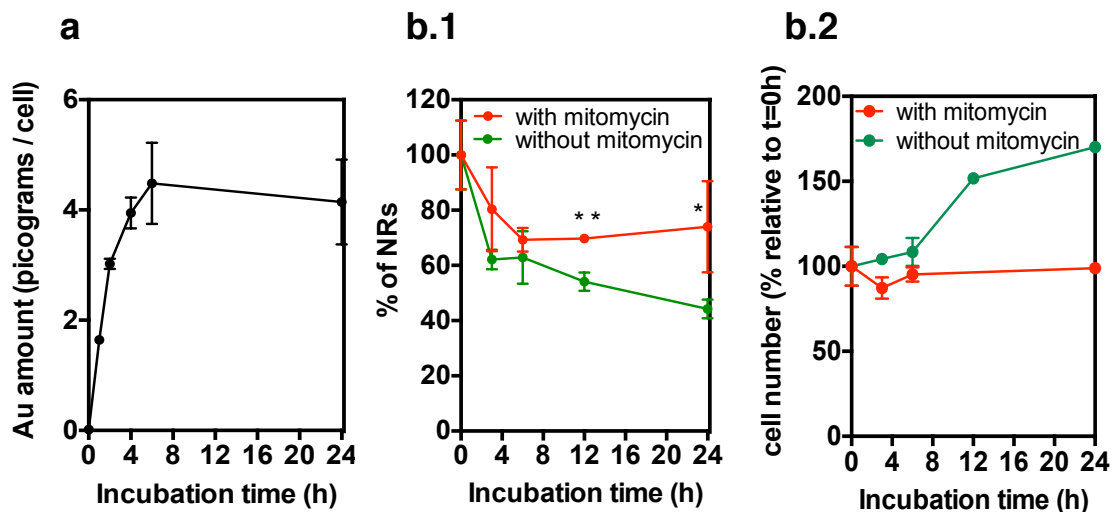 a
Au amount (picograms / cell)
6
4
2
0
0 4 8 12 16 20 24
Incubation time (h)
b.1
% of NRs
120
100
80
60
40
20
0
with mitomycin
without mitomycin
* *
*
0 4 8 12 16 20 24
Incubation time (h)
b.2
cell number (% relative to t=0h)
200
150
100
50
0
with mitomycin
without mitomycin
0 4 8 12 16 20 24
Incubation time (h)